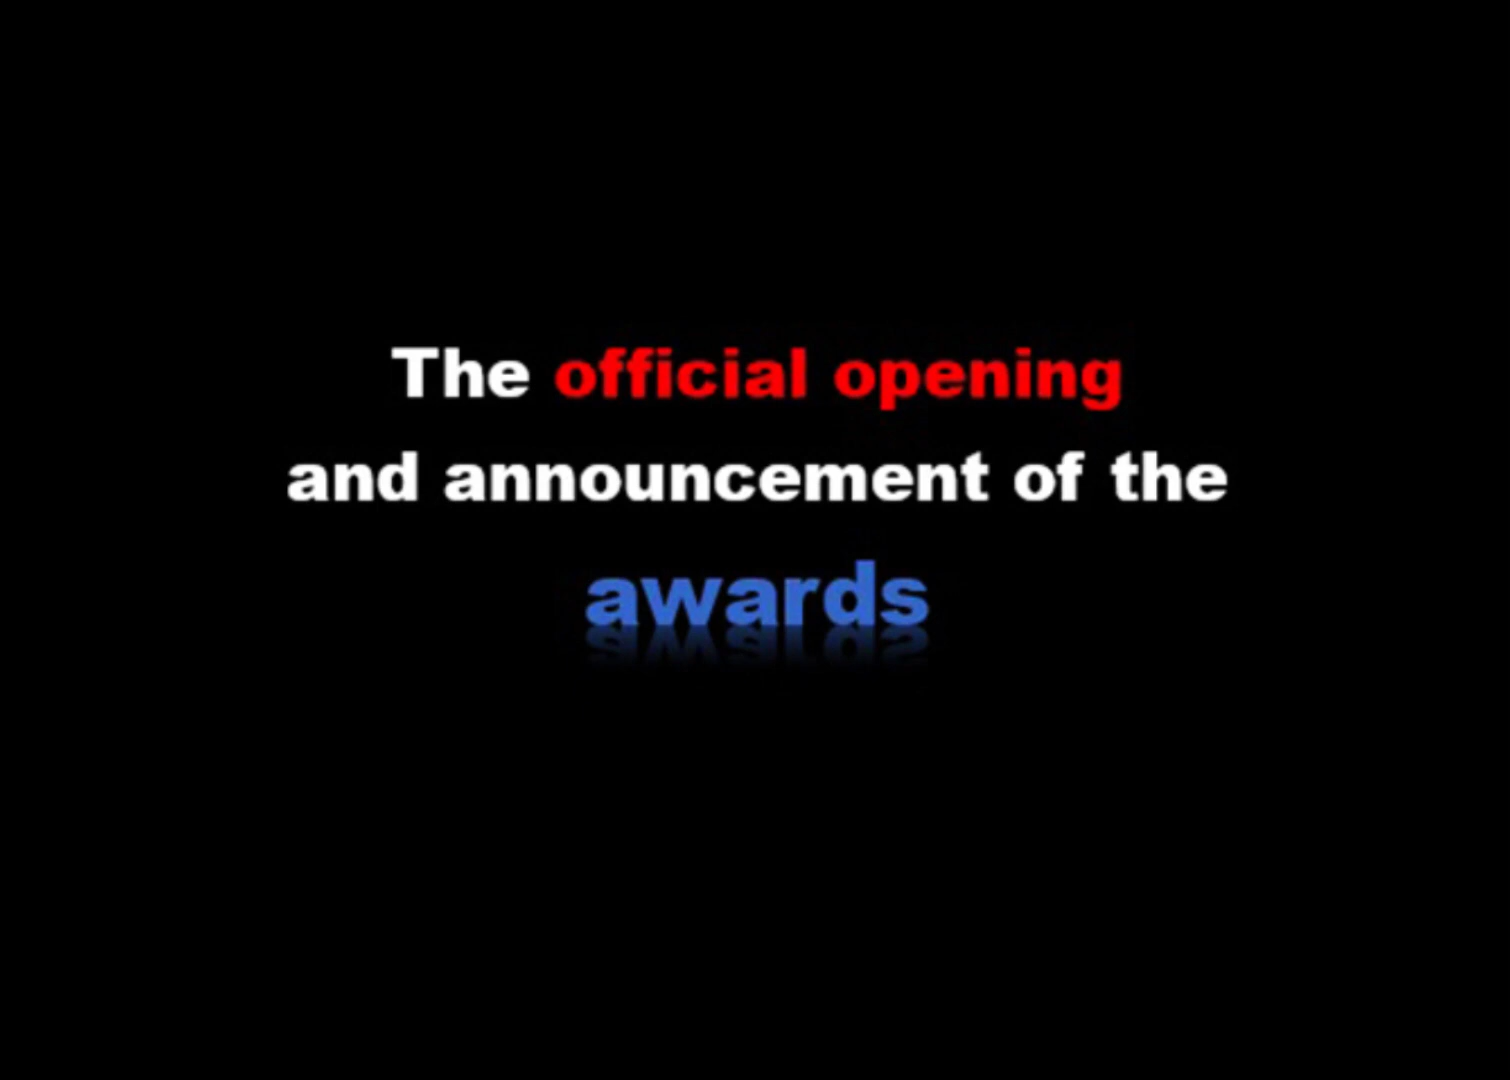 The official opening
and announcement of the
awards